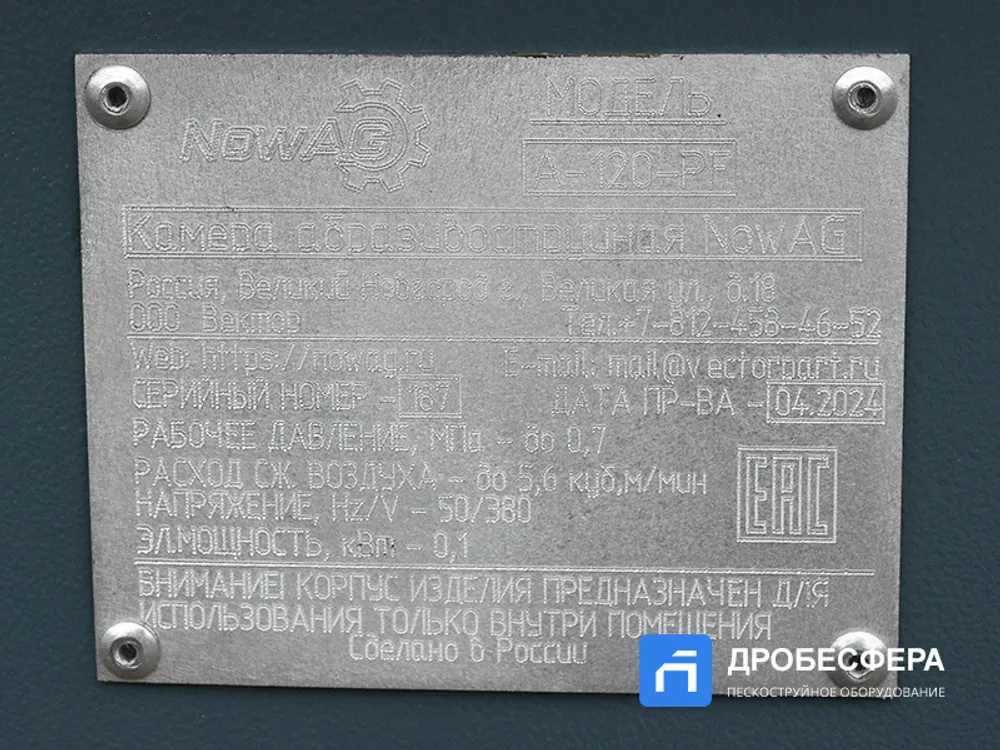 NowAG
МОДЕЛЬ
А-120-PF
Камера абразивоструйная NowAG
Россия, Великий Новгород г., Великая ул., д.18
ООО Вектор Тел.+7-812-458-46-52
Web: https://nowag.ru E-mail: mail@vectorpart.ru
СЕРИЙНЫЙ НОМЕР - 167 ДАТА ПР-ВА - 04.2024
РАБОЧЕЕ ДАВЛЕНИЕ, МПа - до 0,7
РАСХОД СЖ. ВОЗДУХА - до 5,6 куб,м/мин
НАПРЯЖЕНИЕ, Hz/V - 50/380
ЭЛ.МОЩНОСТЬ, кВт - 0,1
EAC
ВНИМАНИЕ! КОРПУС ИЗДЕЛИЯ ПРЕДНАЗНАЧЕН ДЛЯ
ИСПОЛЬЗОВАНИЯ ТОЛЬКО ВНУТРИ ПОМЕЩЕНИЯ
Сделано в России
ДРОБЕСФЕРА
ПЕСКОСТРУЙНОЕ ОБОРУДОВАНИЕ